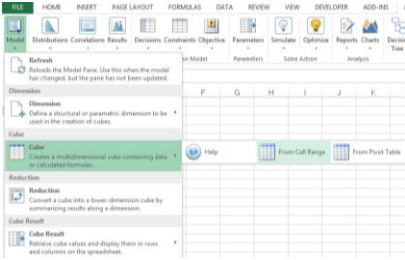 FILE HOME INSERT PAGE LAYOUT FORMULAS DATA REVIEW VIEW DEVELOPER ADD-INS
Model Distributions Correlations Results Decisions Constraints Objective Parameters Simulate Optimize Reports Charts Decision
Tree
on Model Parameters Solve Action Analysis
Refresh
Reloads the Model Pane. Use this when the model
has changed, but the pane has not been updated.
Dimension
Dimension
Define a structural or parametric dimension to be
used in the creation of cubes.
F G H I J K
Cube
Cube
Creates a multidimensional cube containing data
or calculated formulas.
Help From Cell Range From Pivot Table
Reduction
Reduction
Convert a cube into a lower-dimension cube by
summarizing results along a dimension.
Cube Result
Cube Result
Retrieve cube values and display them in rows
and columns on the spreadsheet.